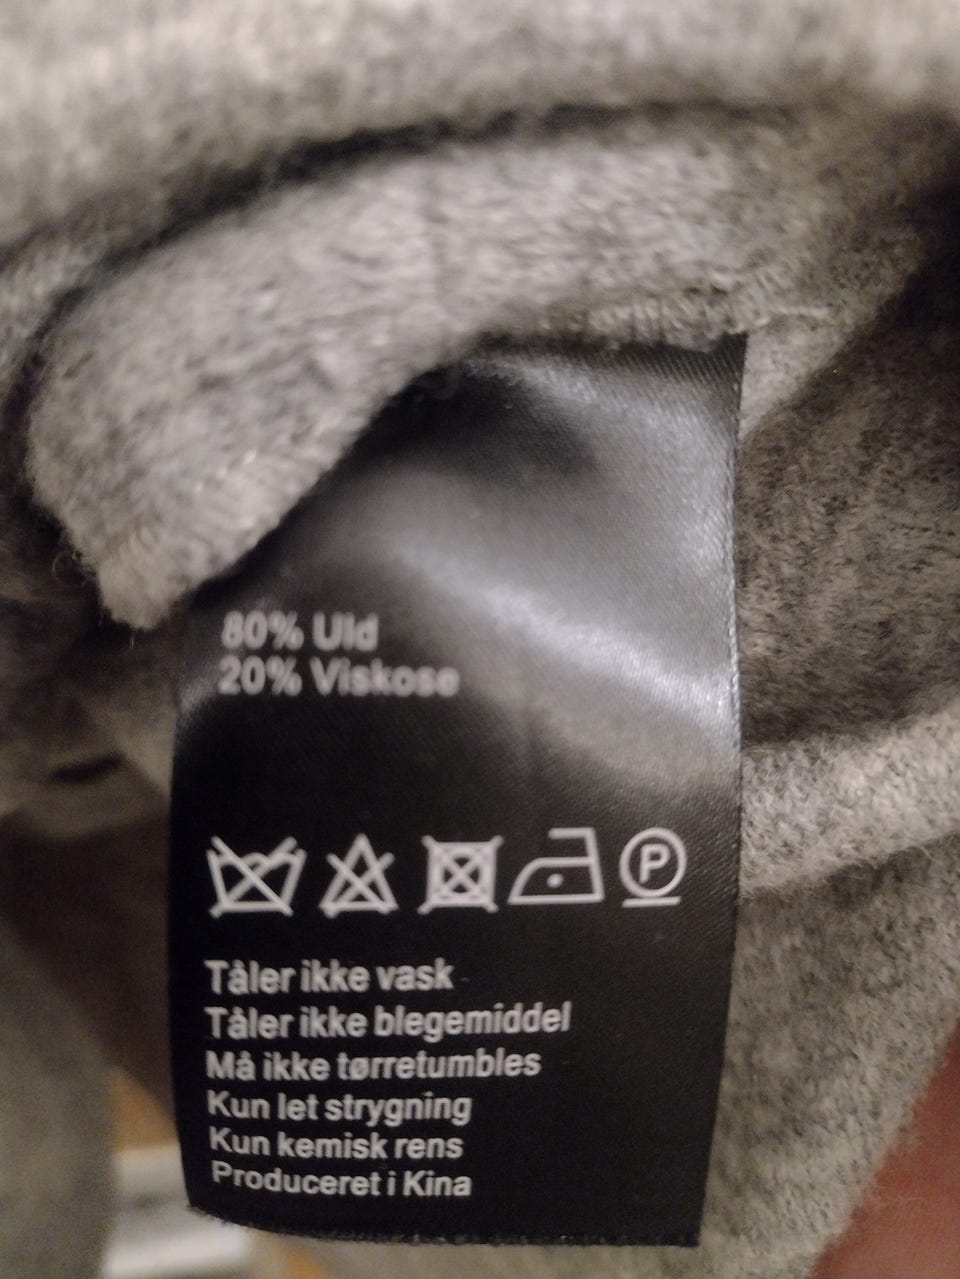 80% Uld
20% Viskose
P
Tåler ikke vask
Tåler ikke blegemiddel
Må ikke tørretumbles
Kun let strygning
Kun kemisk rens
Produceret i Kina